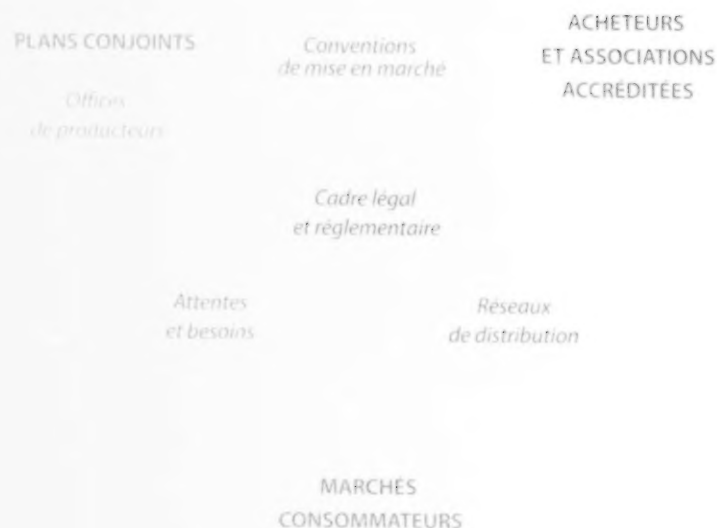 PLANS CONJOINTS
Offices
de producteurs
Conventions
de mise en marché
ACHETEURS
ET ASSOCIATIONS
ACCRÉDITÉES
Cadre légal
et réglementaire
Attentes
et besoins
Réseaux
de distribution
MARCHÉS
CONSOMMATEURS